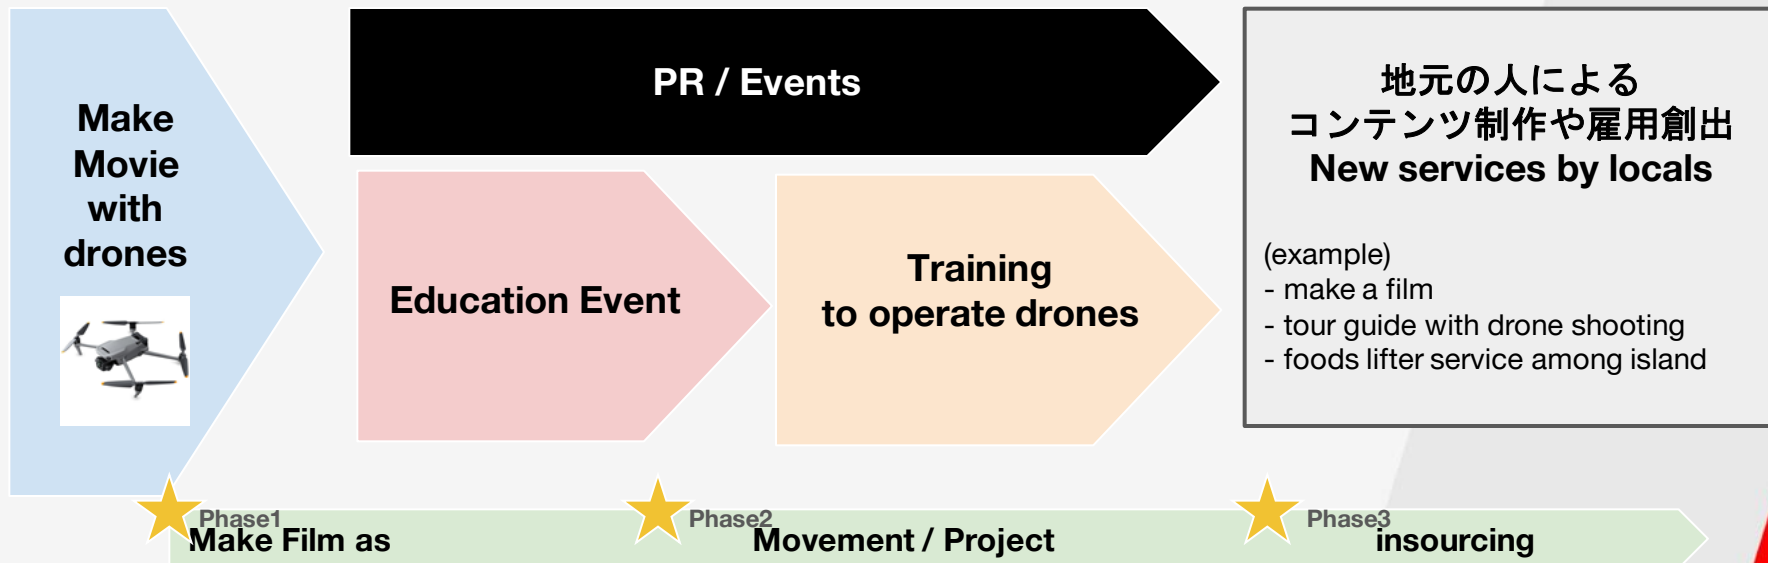 Make
Movie
with
drones
PR / Events
Education Event
Training
to operate drones
地元の人による
コンテンツ制作や雇用創出
New services by locals
(example)
- make a film
- tour guide with drone shooting
- foods lifter service among island
Phase1
Make Film as
Phase2
Movement / Project
Phase3
insourcing